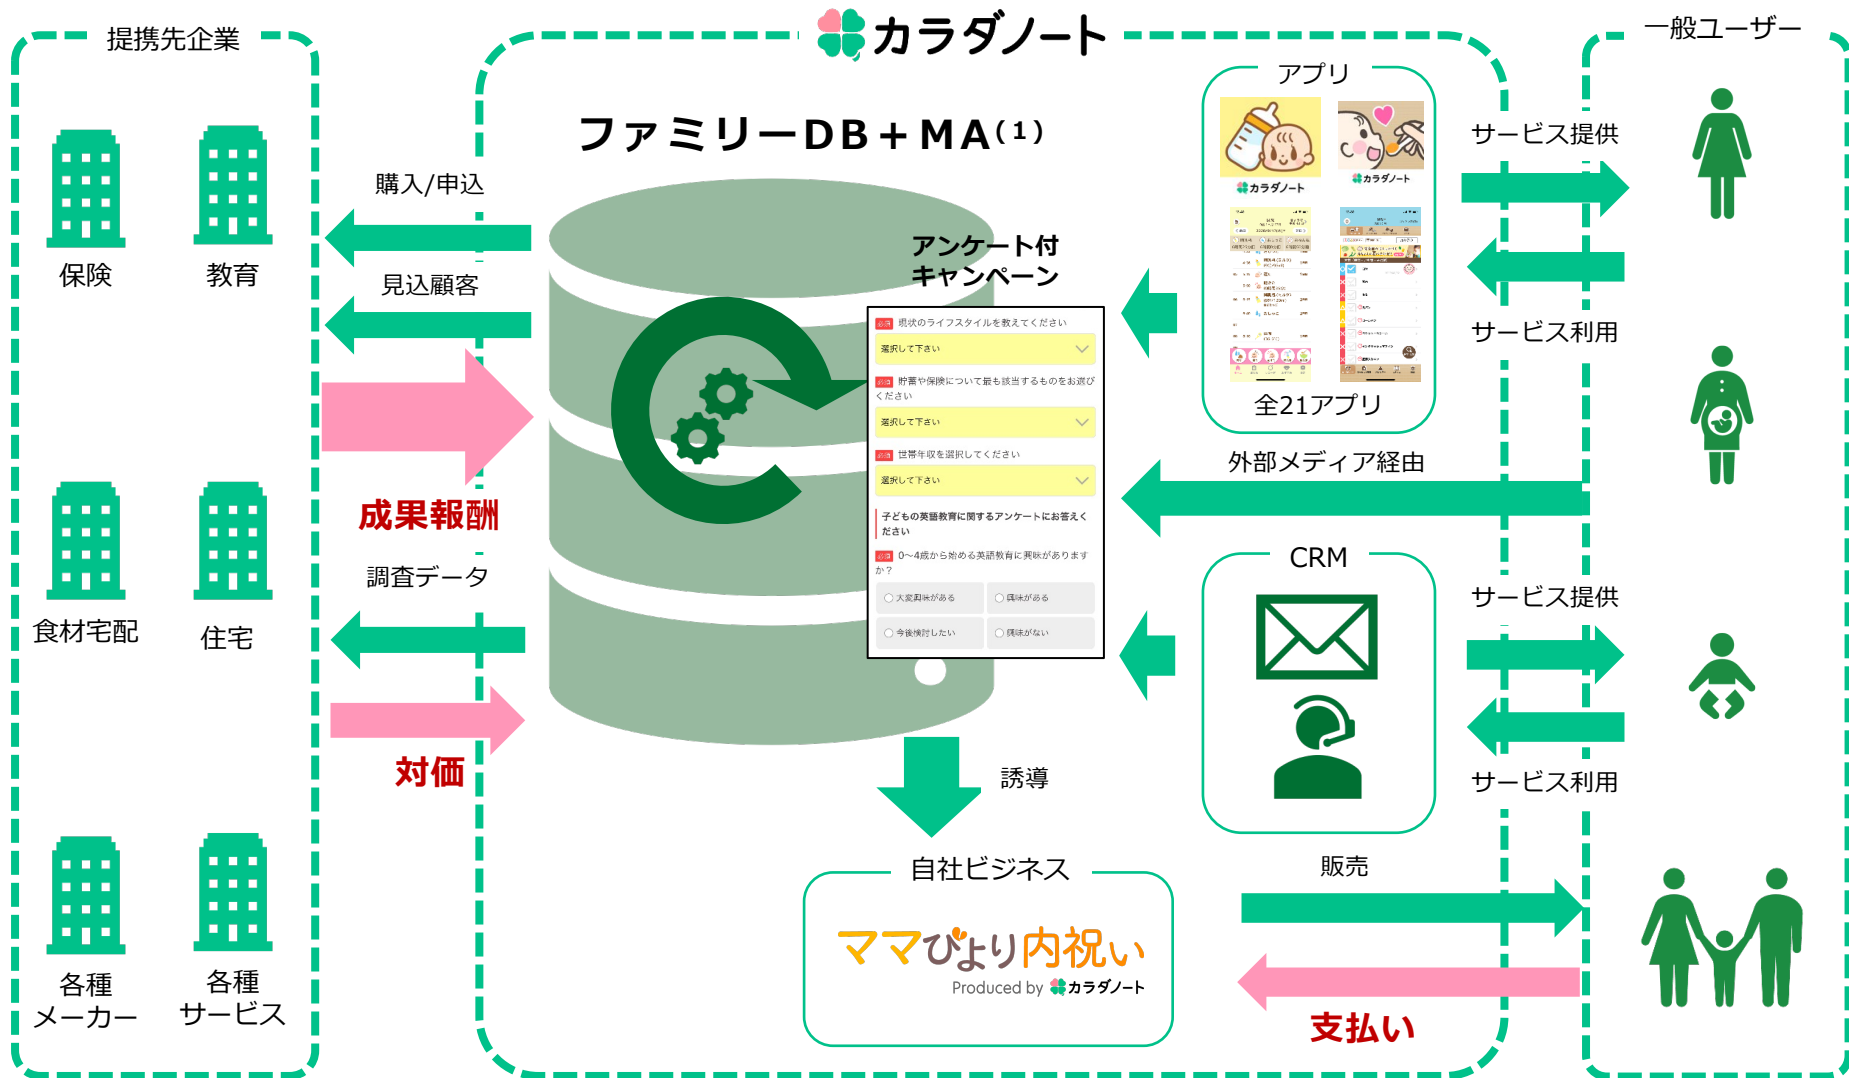 提携先企業
保険
教育
食材宅配
住宅
各種
メーカー
各種
サービス
購入/申込
見込顧客
成果報酬
調査データ
対価
カラダノート
ファミリーDB+MA(1)
アンケート付
キャンペーン
必須 現状のライフスタイルを教えてください
選択して下さい
必須 貯蓄や保険について最も該当するものをお選び
ください
選択して下さい
必須 世帯年収を選択してください
選択して下さい
子どもの英語教育に関するアンケートにお答えく
ださい
必須 0~4歳から始める英語教育に興味があります
か?
大変興味がある
興味がある
今後検討したい
興味がない
誘導
自社ビジネス
ママびより内祝い
Produced by カラダノート
アプリ
カラダノート
カラダノート
全21アプリ
外部メディア経由
CRM
サービス提供
サービス利用
サービス提供
サービス利用
販売
支払い
一般ユーザー